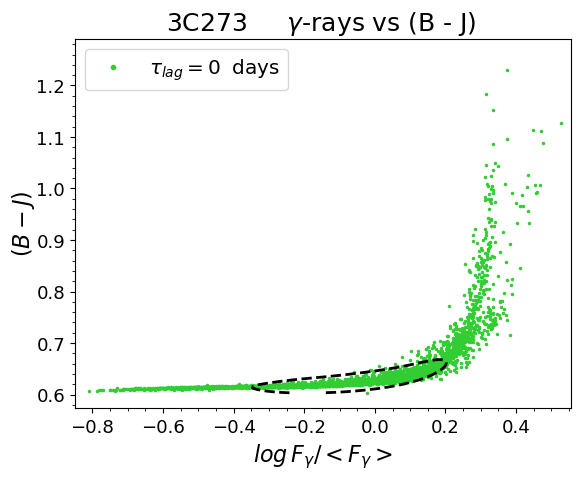 3C273 γ-rays vs (B - J)
τ_lag = 0 days
1.2
1.1
1.0
0.9
0.8
0.7
0.6
(B − J)
−0.8 −0.6 −0.4 −0.2 0.0 0.2 0.4
log F_γ/<F_γ>